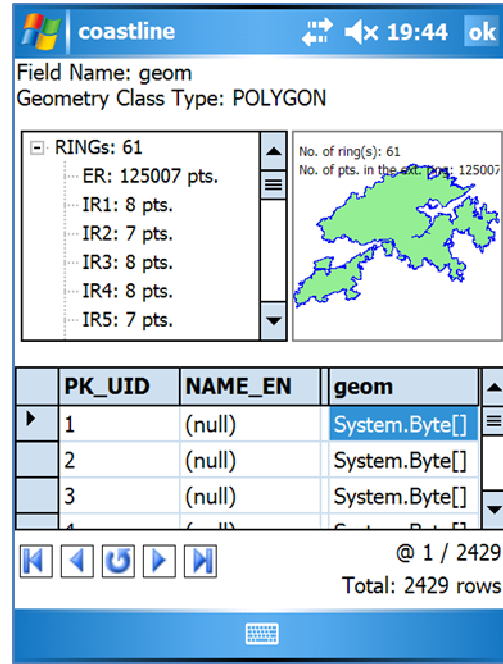 coastline 19:44 ok
Field Name: geom
Geometry Class Type: POLYGON
RINGs: 61
ER: 125007 pts.
IR1: 8 pts.
IR2: 7 pts.
IR3: 8 pts.
IR4: 8 pts.
IR5: 7 pts.
No. of ring(s): 61
No. of pts. in the ext. ring: 125007
PK_UID NAME_EN geom
1 (null) System.Byte[]
2 (null) System.Byte[]
3 (null) System.Byte[]
@ 1 / 2429
Total: 2429 rows